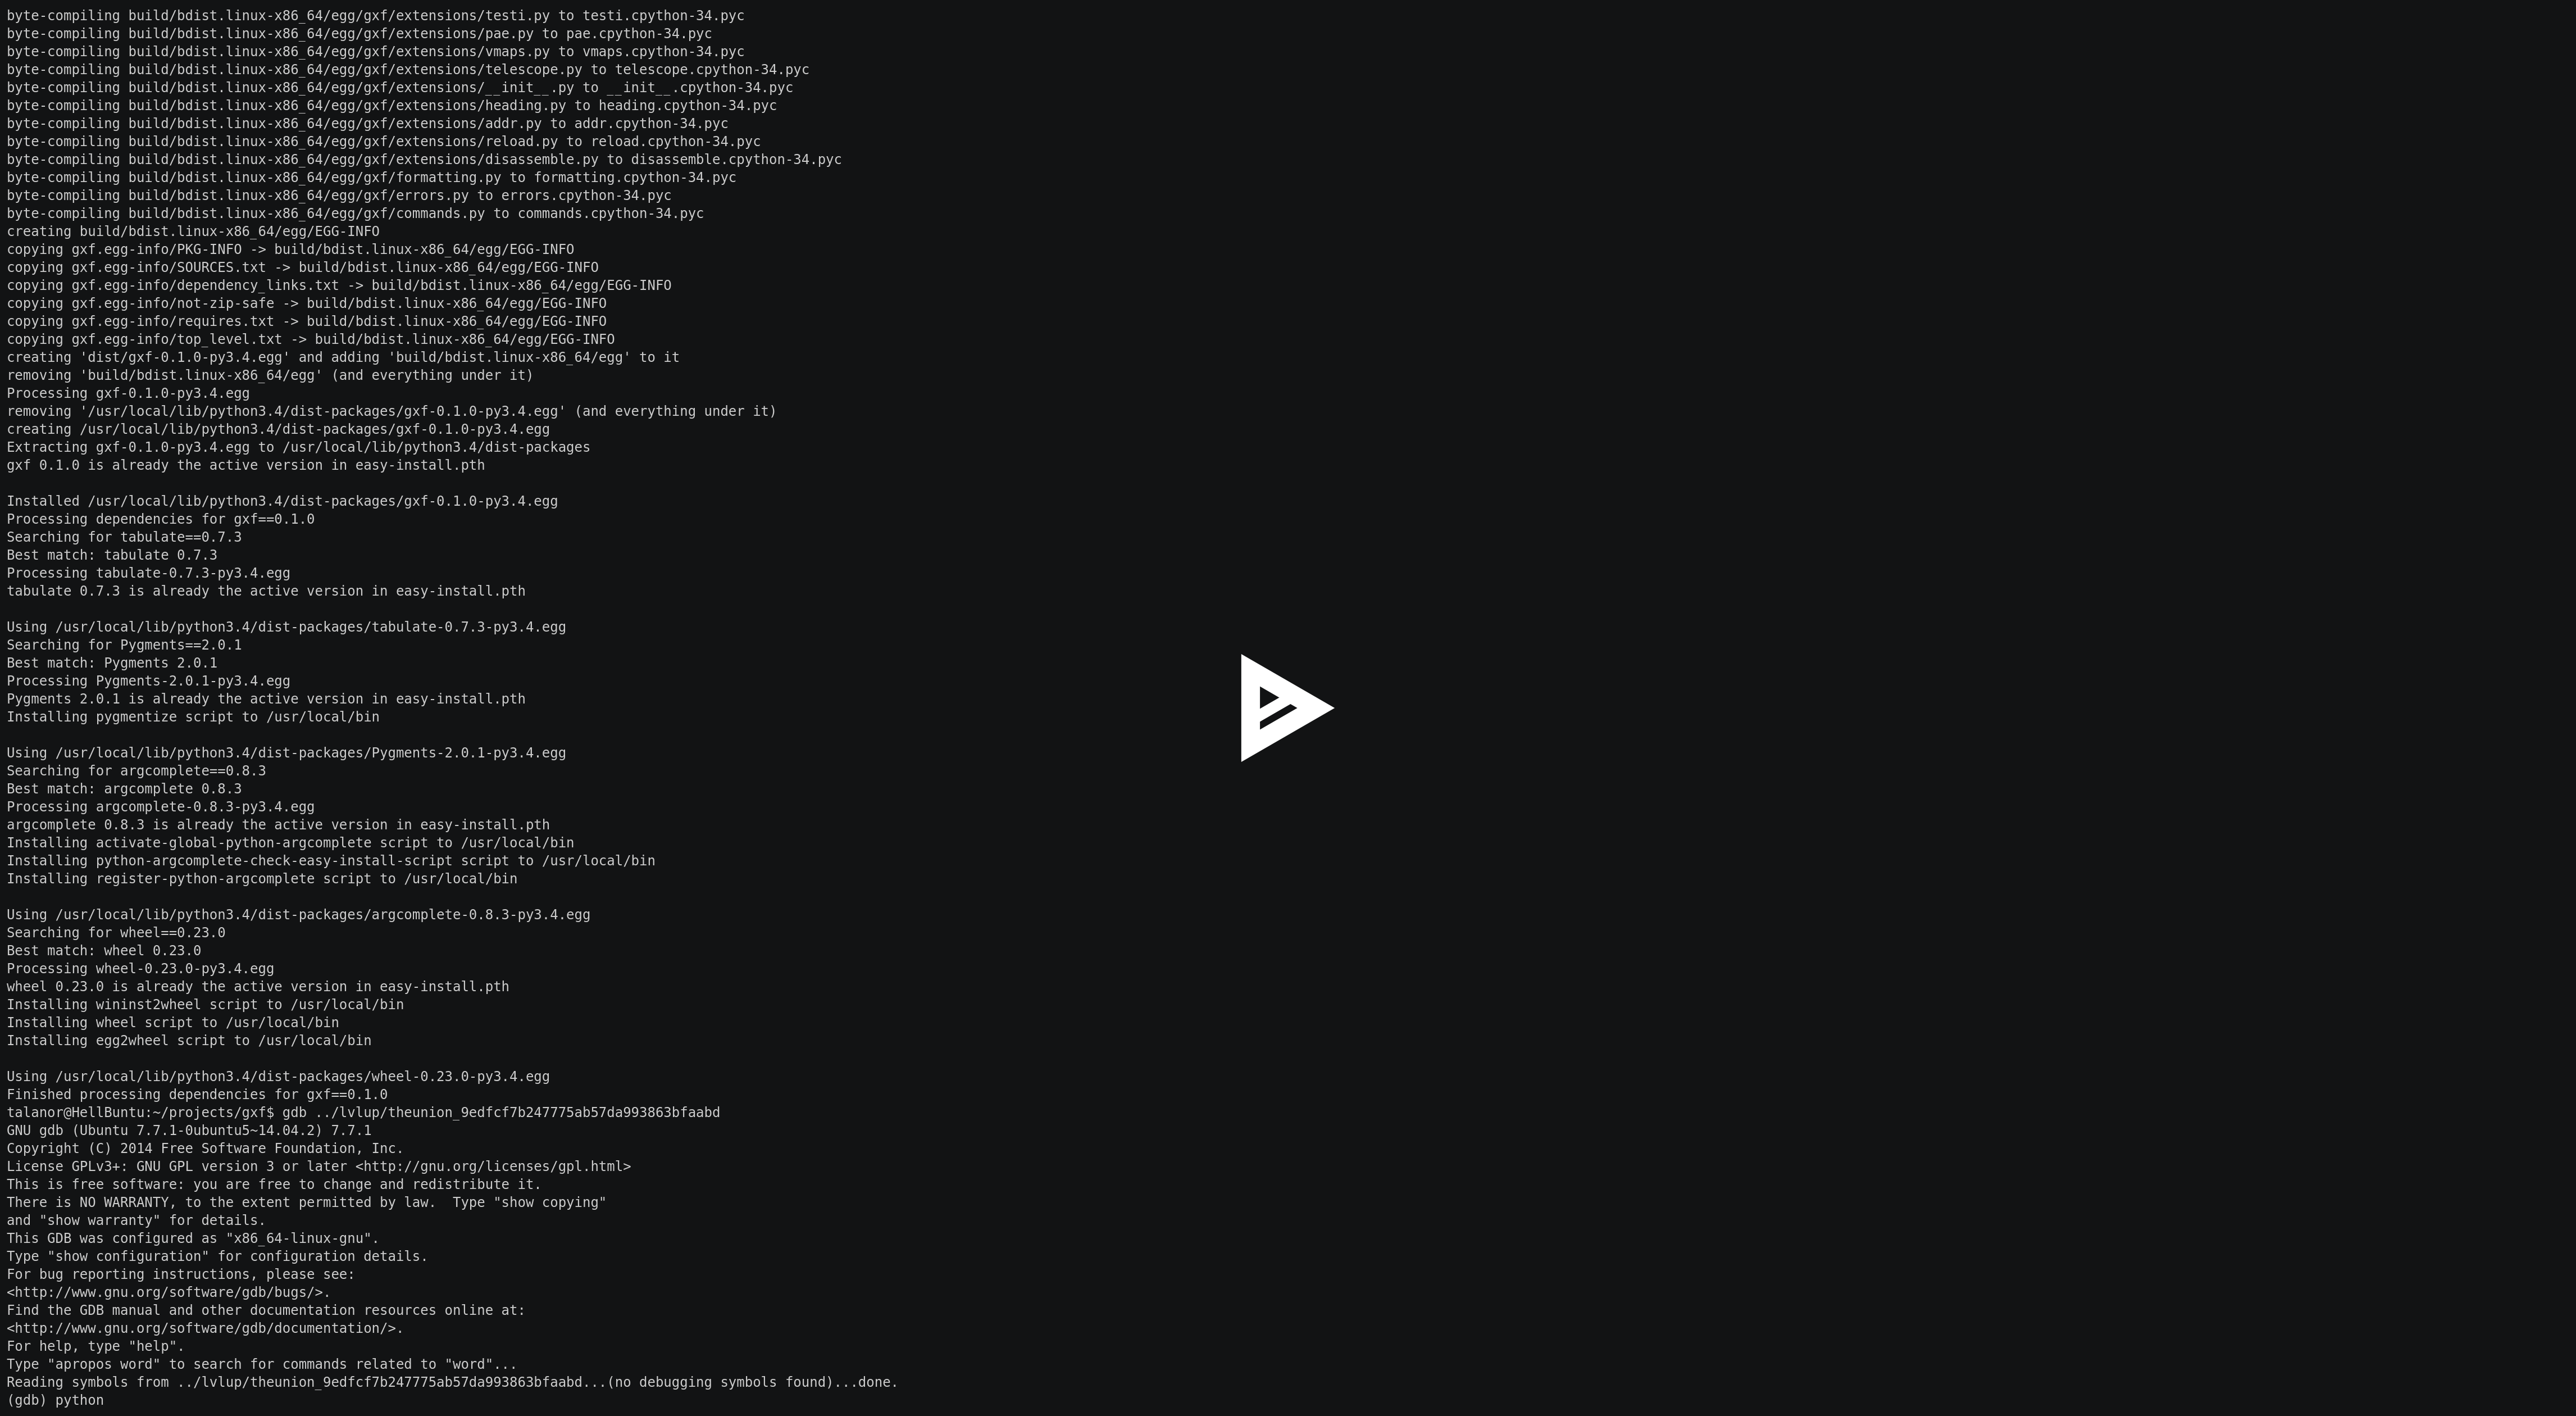 byte-compiling build/bdist.linux-x86_64/egg/gxf/extensions/testi.py to testi.cpython-34.pyc
byte-compiling build/bdist.linux-x86_64/egg/gxf/extensions/pae.py to pae.cpython-34.pyc
byte-compiling build/bdist.linux-x86_64/egg/gxf/extensions/vmaps.py to vmaps.cpython-34.pyc
byte-compiling build/bdist.linux-x86_64/egg/gxf/extensions/telescope.py to telescope.cpython-34.pyc
byte-compiling build/bdist.linux-x86_64/egg/gxf/extensions/__init__.py to __init__.cpython-34.pyc
byte-compiling build/bdist.linux-x86_64/egg/gxf/extensions/heading.py to heading.cpython-34.pyc
byte-compiling build/bdist.linux-x86_64/egg/gxf/extensions/addr.py to addr.cpython-34.pyc
byte-compiling build/bdist.linux-x86_64/egg/gxf/extensions/reload.py to reload.cpython-34.pyc
byte-compiling build/bdist.linux-x86_64/egg/gxf/extensions/disassemble.py to disassemble.cpython-34.pyc
byte-compiling build/bdist.linux-x86_64/egg/gxf/formatting.py to formatting.cpython-34.pyc
byte-compiling build/bdist.linux-x86_64/egg/gxf/errors.py to errors.cpython-34.pyc
byte-compiling build/bdist.linux-x86_64/egg/gxf/commands.py to commands.cpython-34.pyc
creating build/bdist.linux-x86_64/egg/EGG-INFO
copying gxf.egg-info/PKG-INFO -> build/bdist.linux-x86_64/egg/EGG-INFO
copying gxf.egg-info/SOURCES.txt -> build/bdist.linux-x86_64/egg/EGG-INFO
copying gxf.egg-info/dependency_links.txt -> build/bdist.linux-x86_64/egg/EGG-INFO
copying gxf.egg-info/not-zip-safe -> build/bdist.linux-x86_64/egg/EGG-INFO
copying gxf.egg-info/requires.txt -> build/bdist.linux-x86_64/egg/EGG-INFO
copying gxf.egg-info/top_level.txt -> build/bdist.linux-x86_64/egg/EGG-INFO
creating 'dist/gxf-0.1.0-py3.4.egg' and adding 'build/bdist.linux-x86_64/egg' to it
removing 'build/bdist.linux-x86_64/egg' (and everything under it)
Processing gxf-0.1.0-py3.4.egg
removing '/usr/local/lib/python3.4/dist-packages/gxf-0.1.0-py3.4.egg' (and everything under it)
creating /usr/local/lib/python3.4/dist-packages/gxf-0.1.0-py3.4.egg
Extracting gxf-0.1.0-py3.4.egg to /usr/local/lib/python3.4/dist-packages
gxf 0.1.0 is already the active version in easy-install.pth

Installed /usr/local/lib/python3.4/dist-packages/gxf-0.1.0-py3.4.egg
Processing dependencies for gxf==0.1.0
Searching for tabulate==0.7.3
Best match: tabulate 0.7.3
Processing tabulate-0.7.3-py3.4.egg
tabulate 0.7.3 is already the active version in easy-install.pth

Using /usr/local/lib/python3.4/dist-packages/tabulate-0.7.3-py3.4.egg
Searching for Pygments==2.0.1
Best match: Pygments 2.0.1
Processing Pygments-2.0.1-py3.4.egg
Pygments 2.0.1 is already the active version in easy-install.pth
Installing pygmentize script to /usr/local/bin

Using /usr/local/lib/python3.4/dist-packages/Pygments-2.0.1-py3.4.egg
Searching for argcomplete==0.8.3
Best match: argcomplete 0.8.3
Processing argcomplete-0.8.3-py3.4.egg
argcomplete 0.8.3 is already the active version in easy-install.pth
Installing activate-global-python-argcomplete script to /usr/local/bin
Installing python-argcomplete-check-easy-install-script script to /usr/local/bin
Installing register-python-argcomplete script to /usr/local/bin

Using /usr/local/lib/python3.4/dist-packages/argcomplete-0.8.3-py3.4.egg
Searching for wheel==0.23.0
Best match: wheel 0.23.0
Processing wheel-0.23.0-py3.4.egg
wheel 0.23.0 is already the active version in easy-install.pth
Installing wininst2wheel script to /usr/local/bin
Installing wheel script to /usr/local/bin
Installing egg2wheel script to /usr/local/bin

Using /usr/local/lib/python3.4/dist-packages/wheel-0.23.0-py3.4.egg
Finished processing dependencies for gxf==0.1.0
talanor@HellBuntu:~/projects/gxf$ gdb ../lvlup/theunion_9edfcf7b247775ab57da993863bfaabd
GNU gdb (Ubuntu 7.7.1-0ubuntu5~14.04.2) 7.7.1
Copyright (C) 2014 Free Software Foundation, Inc.
License GPLv3+: GNU GPL version 3 or later <http://gnu.org/licenses/gpl.html>
This is free software: you are free to change and redistribute it.
There is NO WARRANTY, to the extent permitted by law.  Type "show copying"
and "show warranty" for details.
This GDB was configured as "x86_64-linux-gnu".
Type "show configuration" for configuration details.
For bug reporting instructions, please see:
<http://www.gnu.org/software/gdb/bugs/>.
Find the GDB manual and other documentation resources online at:
<http://www.gnu.org/software/gdb/documentation/>.
For help, type "help".
Type "apropos word" to search for commands related to "word"...
Reading symbols from ../lvlup/theunion_9edfcf7b247775ab57da993863bfaabd...(no debugging symbols found)...done.
(gdb) python